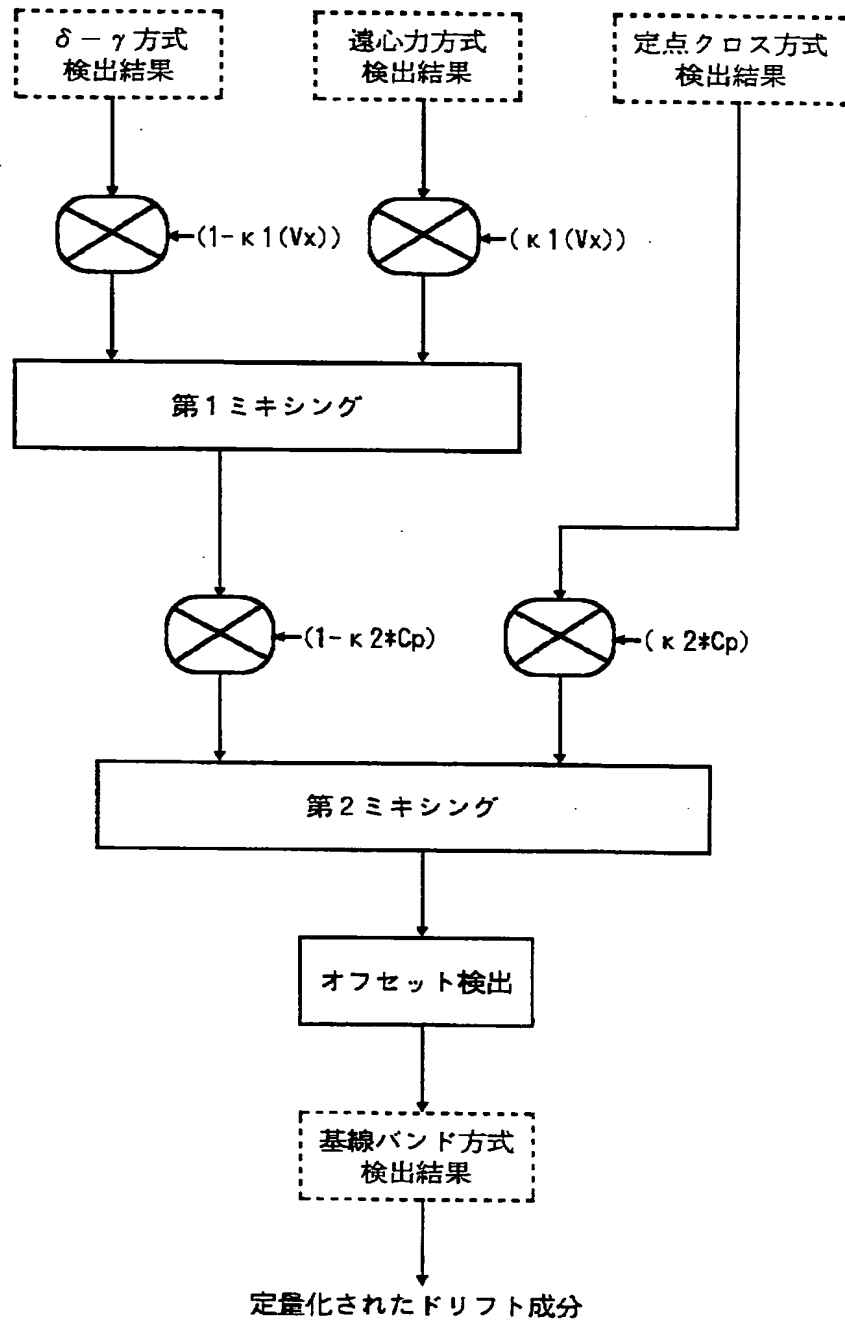 δ－γ方式
検出結果
遠心力方式
検出結果
定点クロス方式
検出結果
(1-κ1(Vx))
(κ1(Vx))
第1ミキシング
(1-κ2*Cp)
(κ2*Cp)
第2ミキシング
オフセット検出
基線バンド方式
検出結果
定量化されたドリフト成分